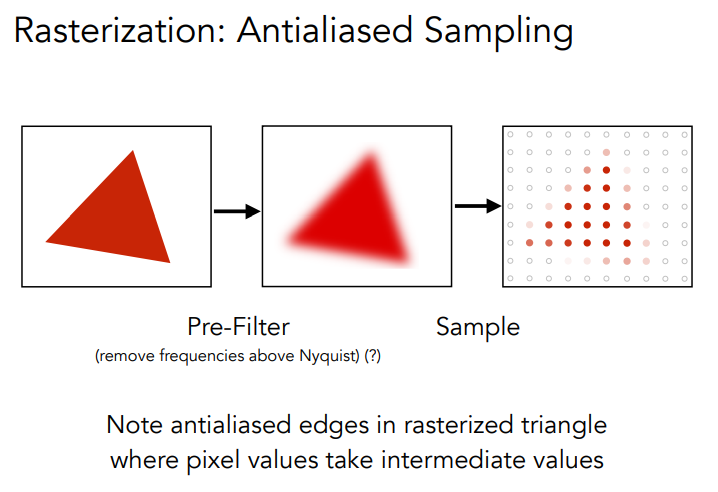 Rasterization: Antialiased Sampling
Pre-Filter
Sample
(remove frequencies above Nyquist) (?)
Note antialiased edges in rasterized triangle
where pixel values take intermediate values